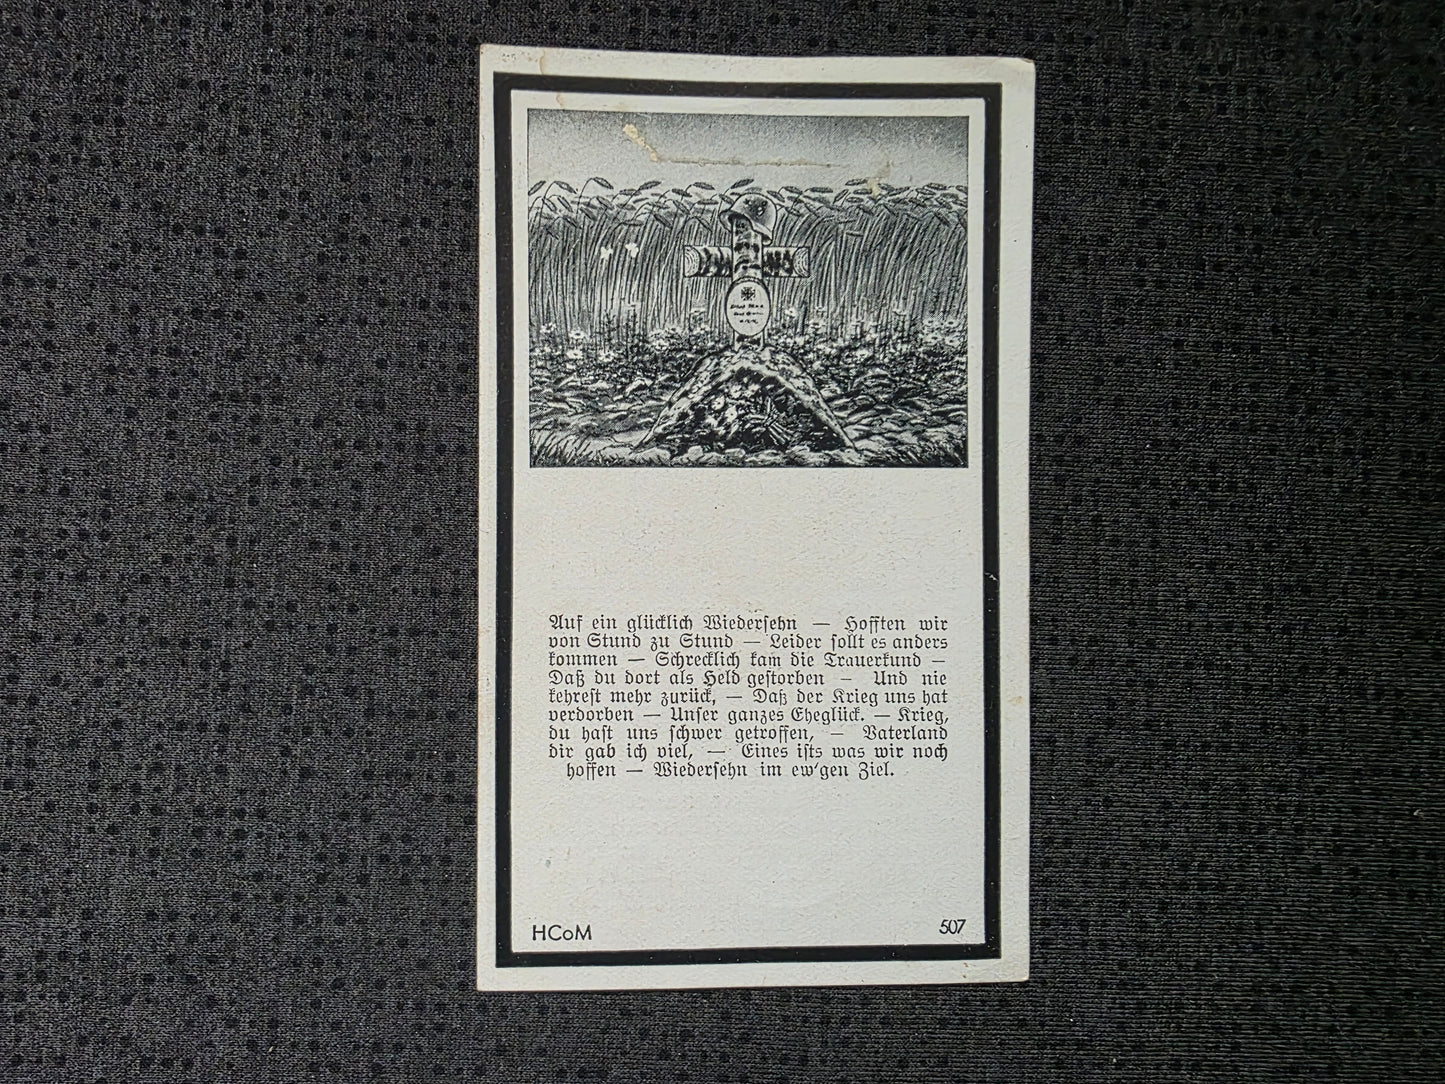 Auf ein glücklich Wiedersehn — Hofften wir
von Stund zu Stund — Leider sollt es anders
kommen — Schrecklich kam die Trauerkund —
Daß du dort als Held gestorben — Und nie
kehrest mehr zurück, — Daß der Krieg uns hat
verdorben — Unser ganzes Eheglück. — Krieg,
du hast uns schwer getroffen, — Vaterland
dir gab ich viel, — Eines ists was wir noch
hoffen — Wiedersehn im ew'gen Ziel.
HCoM
507